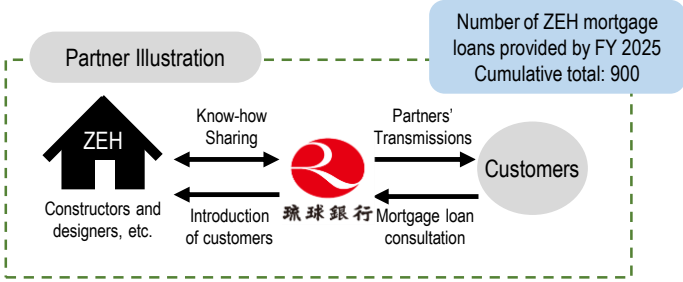 Number of ZEH mortgage
loans provided by FY 2025
Cumulative total: 900
Partner Illustration
ZEH
Constructors and
designers, etc.
Know-how
Sharing
Introduction
of customers
琉球銀行
Partners'
Transmissions
Mortgage loan
consultation
Customers